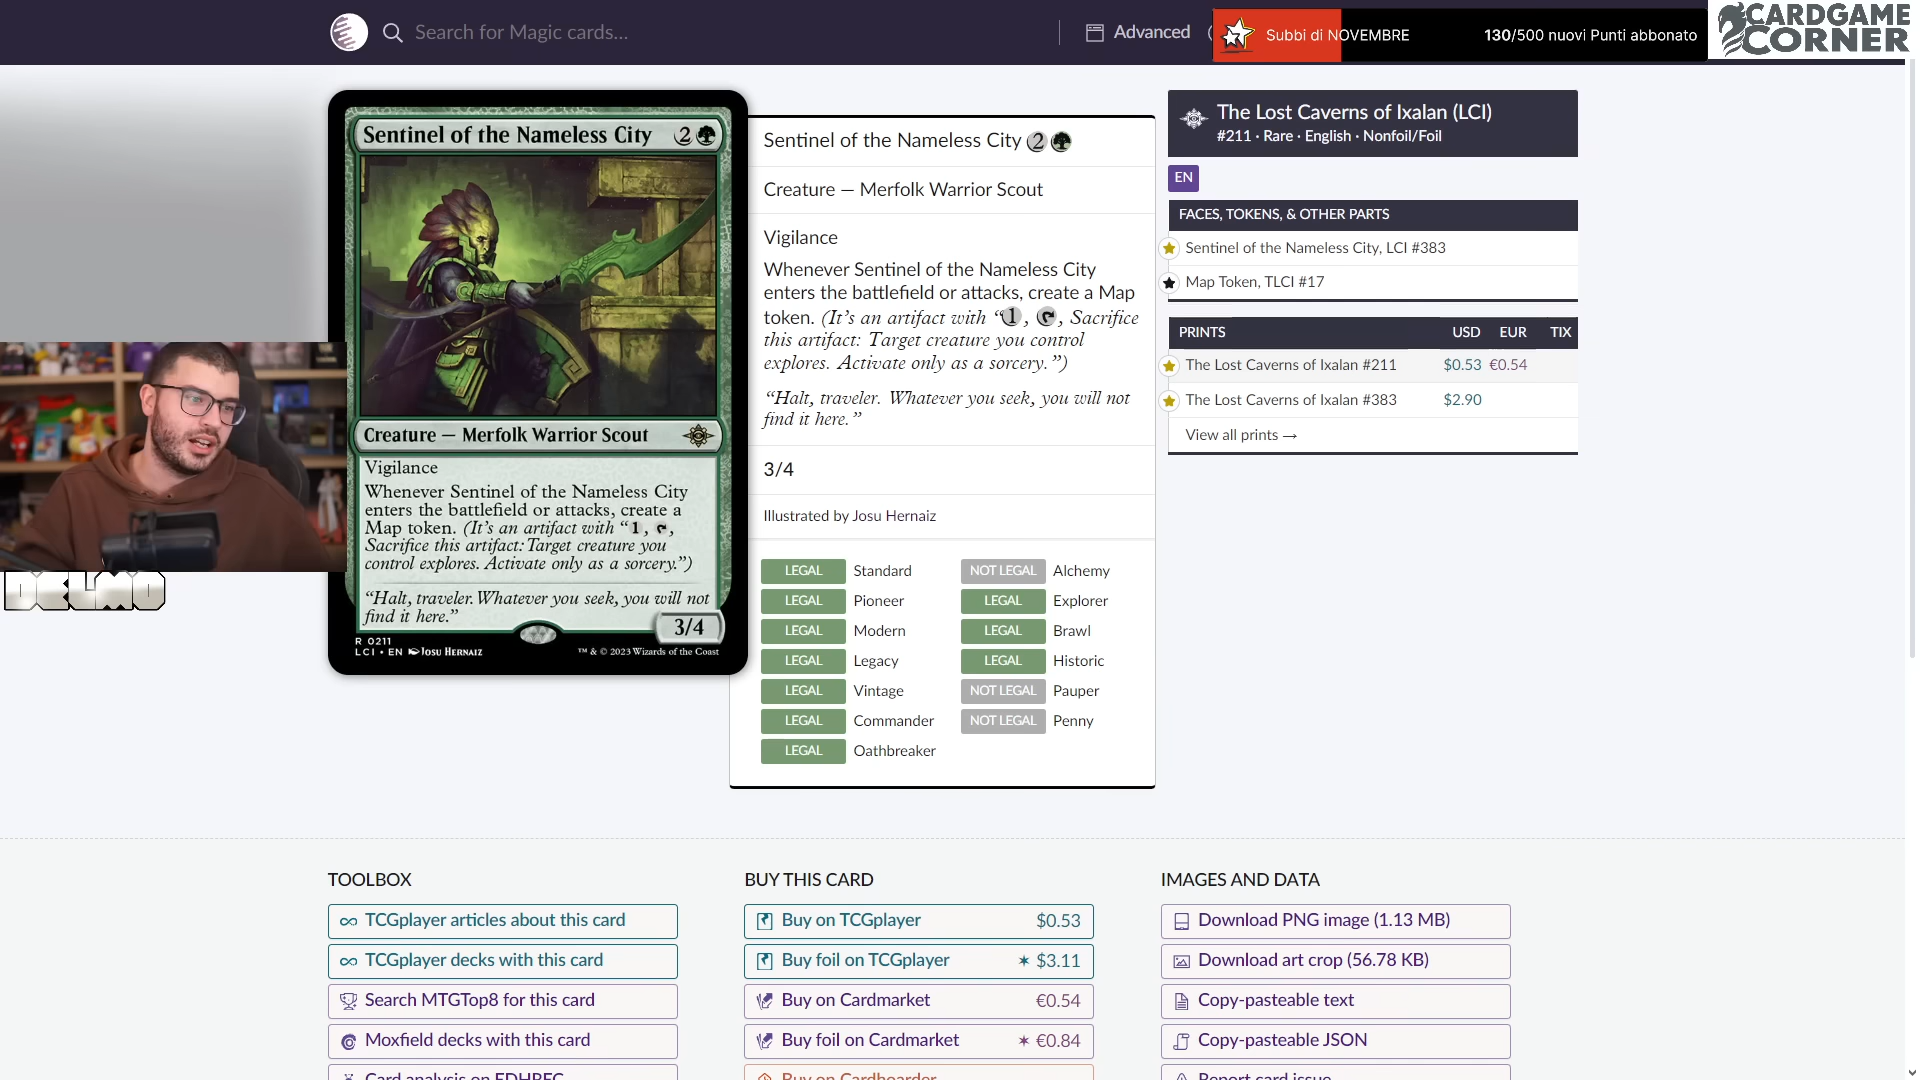 Search for Magic cards...
Advanced
Subbi di NOVEMBRE
130/500 nuovi Punti abbonato
CARDGAME
CORNER
Sentinel of the Nameless City 2
Creature — Merfolk Warrior Scout
Vigilance
Whenever Sentinel of the Nameless City
enters the battlefield or attacks, create a
Map token. (It's an artifact with “1, ,
Sacrifice this artifact: Target creature you
control explores. Activate only as a sorcery.”)
“Halt, traveler. Whatever you seek, you will not
find it here.”
3/4
R 0211
LCI • EN JOSU HERNAIZ
™ & © 2023 Wizards of the Coast
DELMO
Sentinel of the Nameless City 2
Creature — Merfolk Warrior Scout
Vigilance
Whenever Sentinel of the Nameless City
enters the battlefield or attacks, create a Map
token. (It's an artifact with “1, , Sacrifice
this artifact: Target creature you control
explores. Activate only as a sorcery.”)
“Halt, traveler. Whatever you seek, you will not
find it here.”
3/4
Illustrated by Josu Hernaiz
LEGAL Standard NOT LEGAL Alchemy
LEGAL Pioneer LEGAL Explorer
LEGAL Modern LEGAL Brawl
LEGAL Legacy LEGAL Historic
LEGAL Vintage NOT LEGAL Pauper
LEGAL Commander NOT LEGAL Penny
LEGAL Oathbreaker
The Lost Caverns of Ixalan (LCI)
#211 · Rare · English · Nonfoil/Foil
EN
FACES, TOKENS, & OTHER PARTS
Sentinel of the Nameless City, LCI #383
Map Token, TLCI #17
PRINTS USD EUR TIX
The Lost Caverns of Ixalan #211 $0.53 €0.54
The Lost Caverns of Ixalan #383 $2.90
View all prints →
TOOLBOX
TCGplayer articles about this card
TCGplayer decks with this card
Search MTGTop8 for this card
Moxfield decks with this card
Card analysis on EDHREC
BUY THIS CARD
Buy on TCGplayer $0.53
Buy foil on TCGplayer ✶ $3.11
Buy on Cardmarket €0.54
Buy foil on Cardmarket ✶ €0.84
Buy on Cardhoarder
IMAGES AND DATA
Download PNG image (1.13 MB)
Download art crop (56.78 KB)
Copy-pasteable text
Copy-pasteable JSON
Report card issue